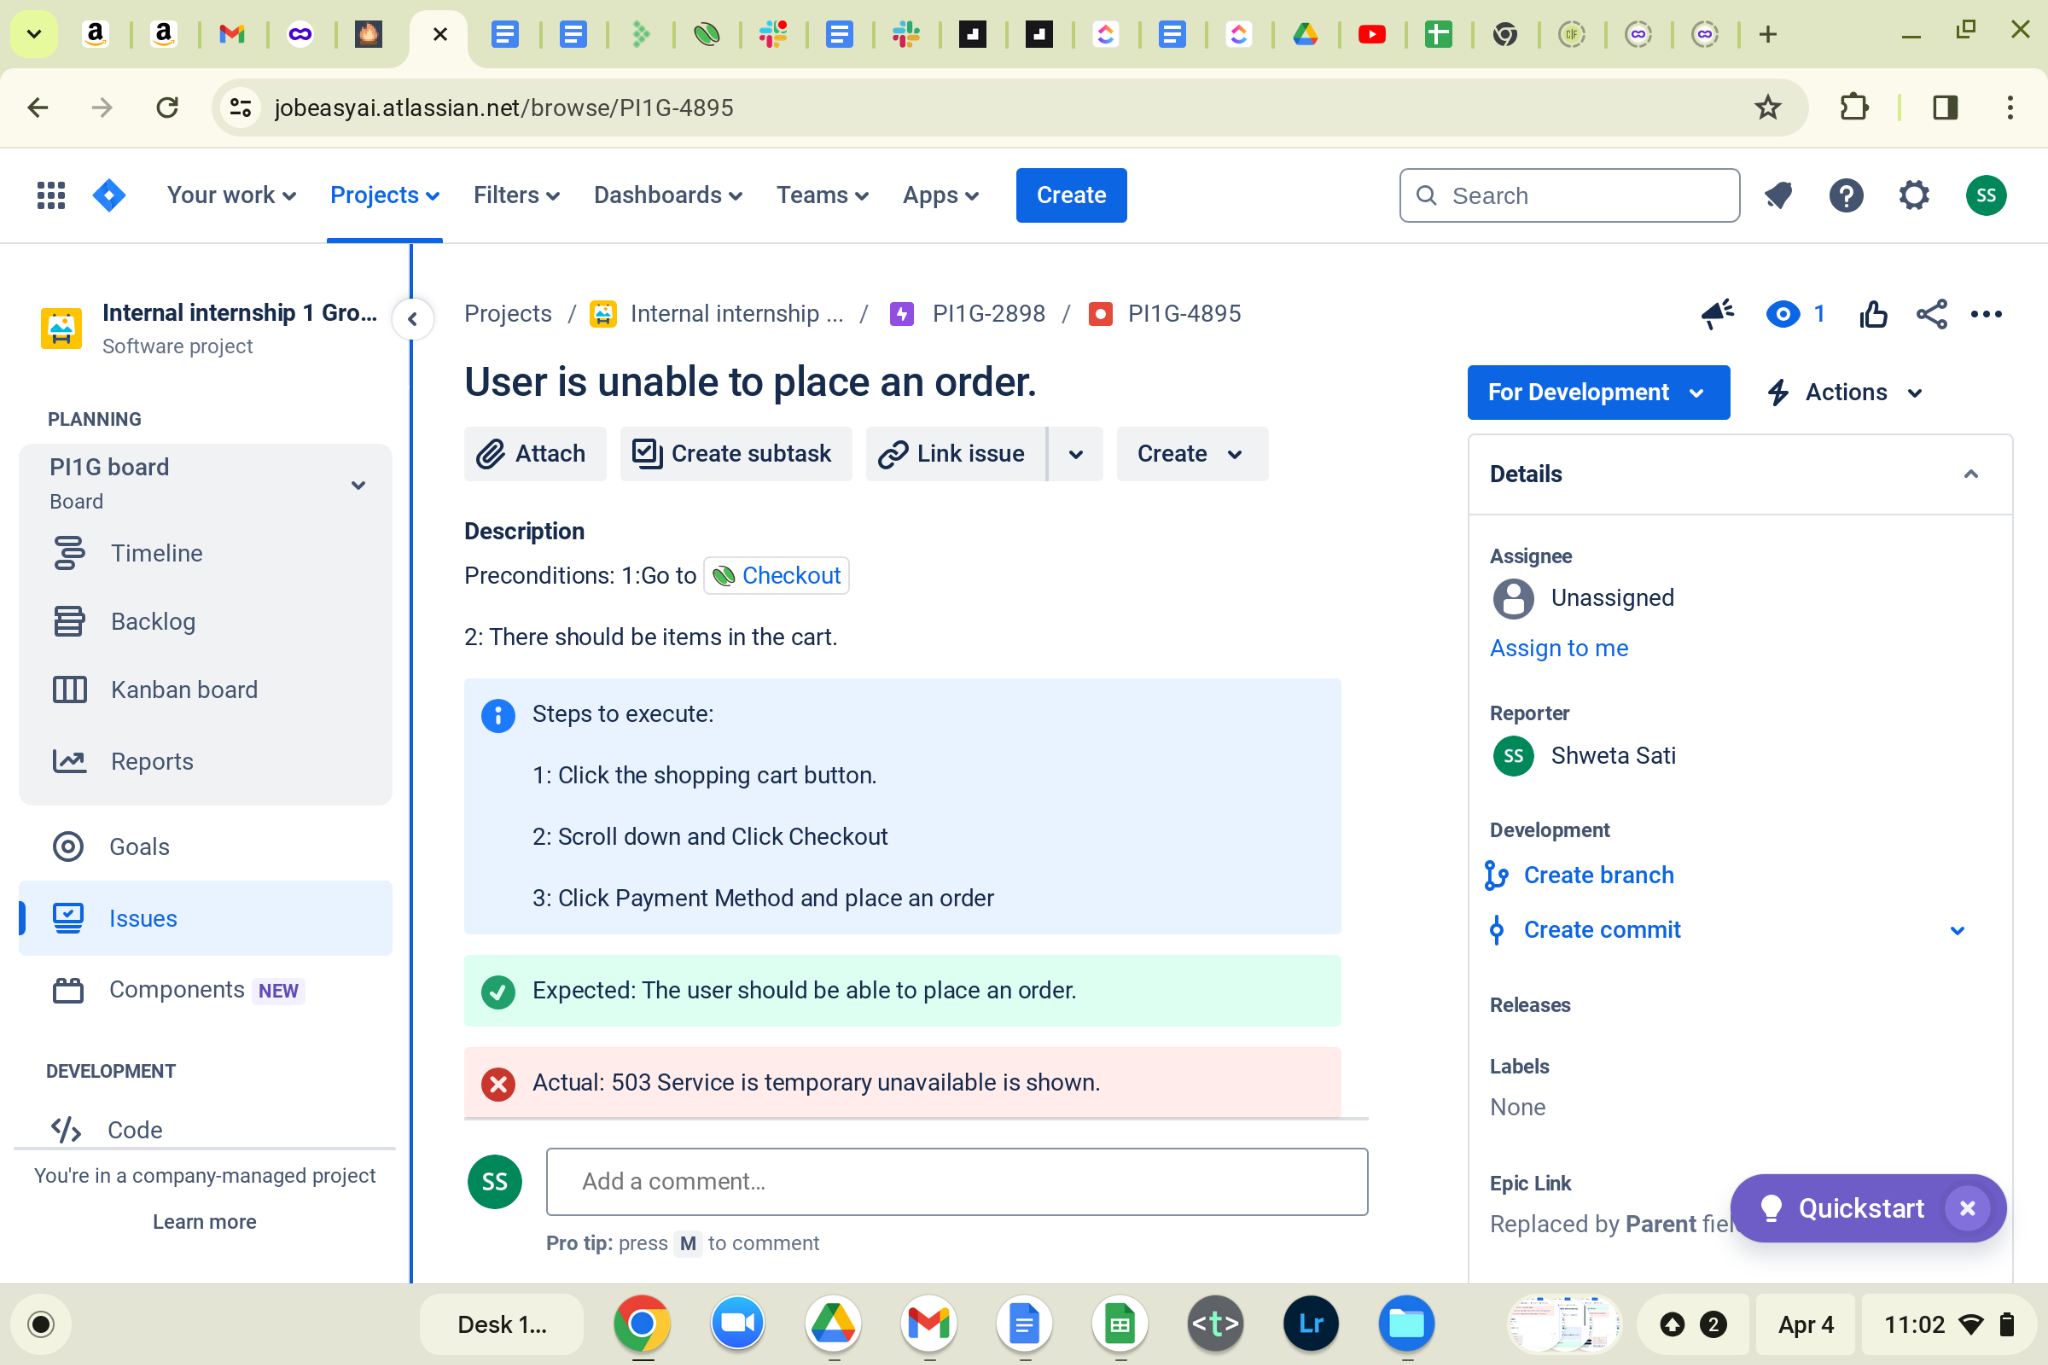 jobeasyai.atlassian.net/browse/PI1G-4895
Your work
Projects
Filters
Dashboards
Teams
Apps
Create
Search
SS
Internal internship 1 Gro...
Software project
PLANNING
PI1G board
Board
Timeline
Backlog
Kanban board
Reports
Goals
Issues
Components NEW
DEVELOPMENT
Code
You're in a company-managed project
Learn more
Projects / Internal internship ... / PI1G-2898 / PI1G-4895
1
User is unable to place an order.
Attach
Create subtask
Link issue
Create
Description
Preconditions: 1:Go to Checkout
2: There should be items in the cart.
Steps to execute:
1: Click the shopping cart button.
2: Scroll down and Click Checkout
3: Click Payment Method and place an order
Expected: The user should be able to place an order.
Actual: 503 Service is temporary unavailable is shown.
SS
Add a comment...
Pro tip: press M to comment
For Development
Actions
Details
Assignee
Unassigned
Assign to me
Reporter
SS Shweta Sati
Development
Create branch
Create commit
Releases
Labels
None
Epic Link
Replaced by Parent fiel
Quickstart
Desk 1...
<t>
Lr
2
Apr 4
11:02